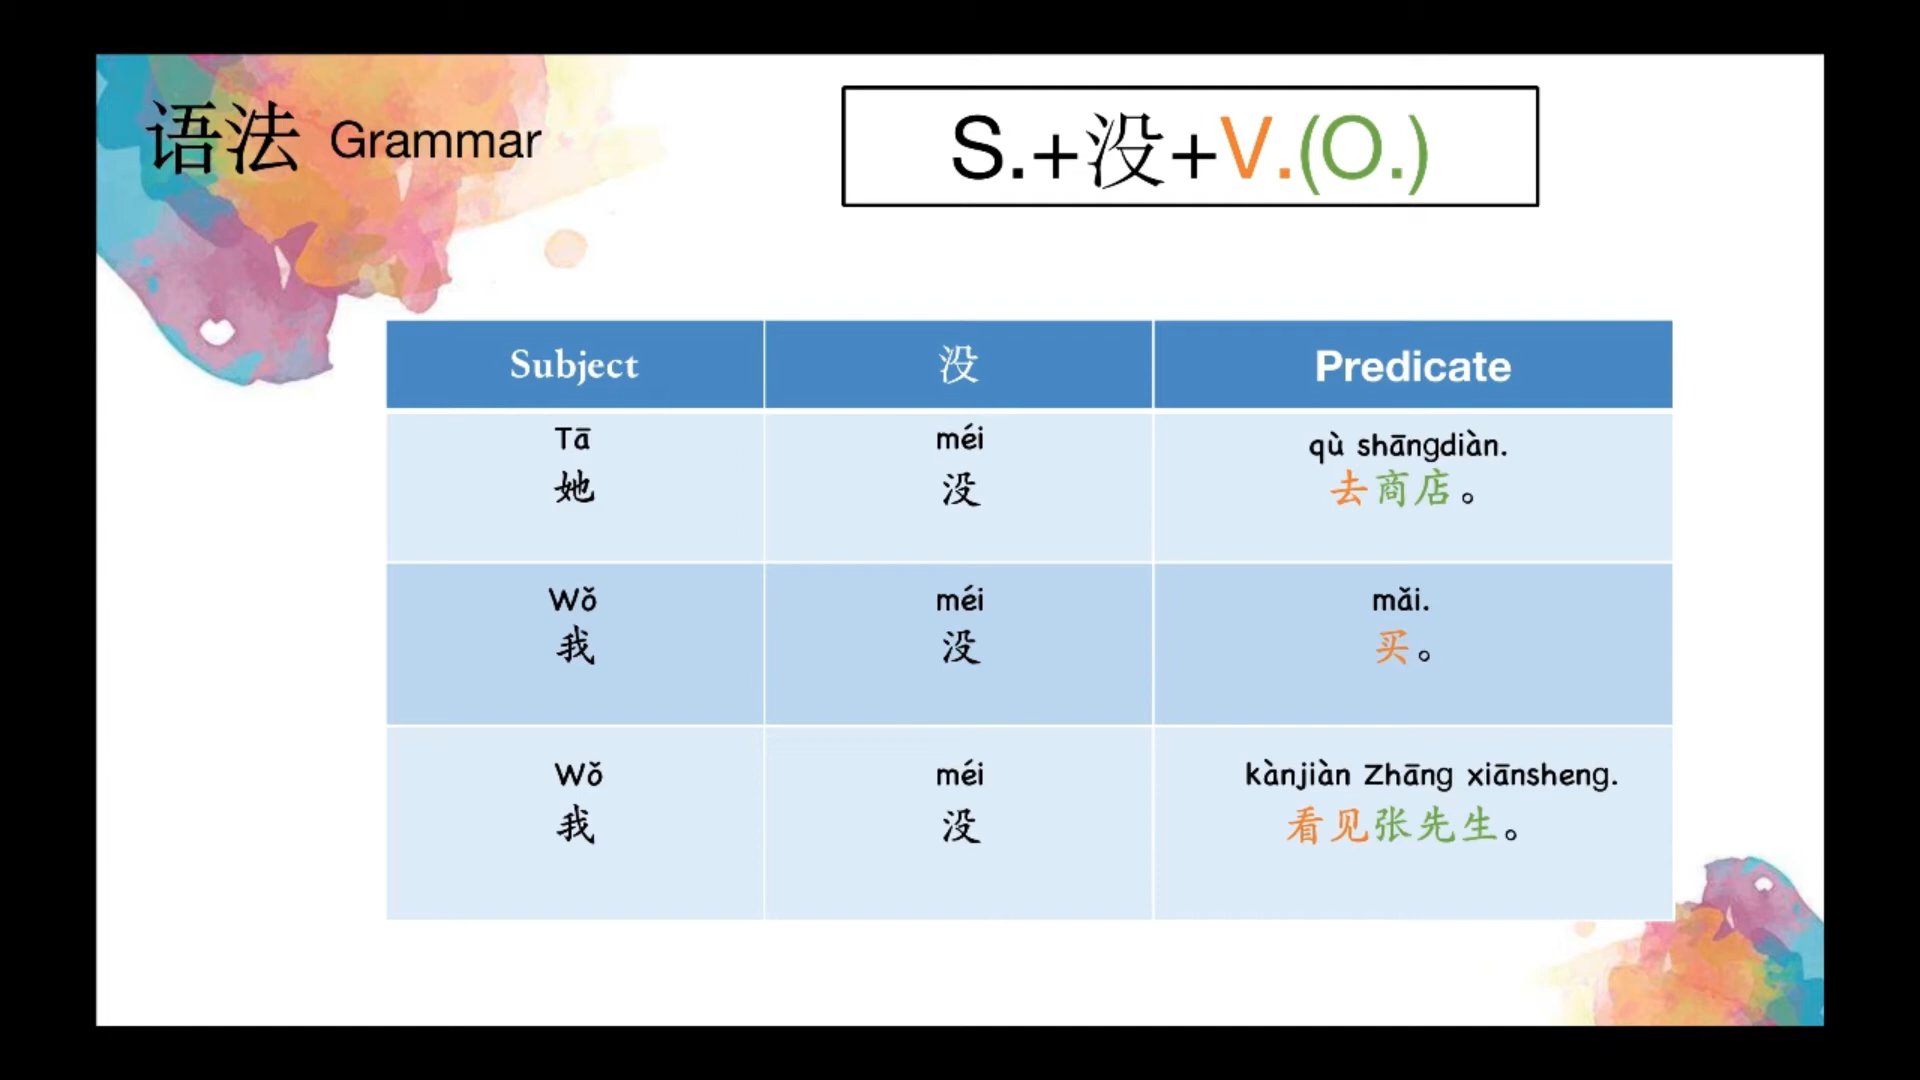 语法 Grammar
S.+没+V.(O.)
Subject 没 Predicate
Tā méi qù shāngdiàn.
她 没 去商店。
Wǒ méi mǎi.
我 没 买。
Wǒ méi kànjiàn Zhāng xiānsheng.
我 没 看见张先生。